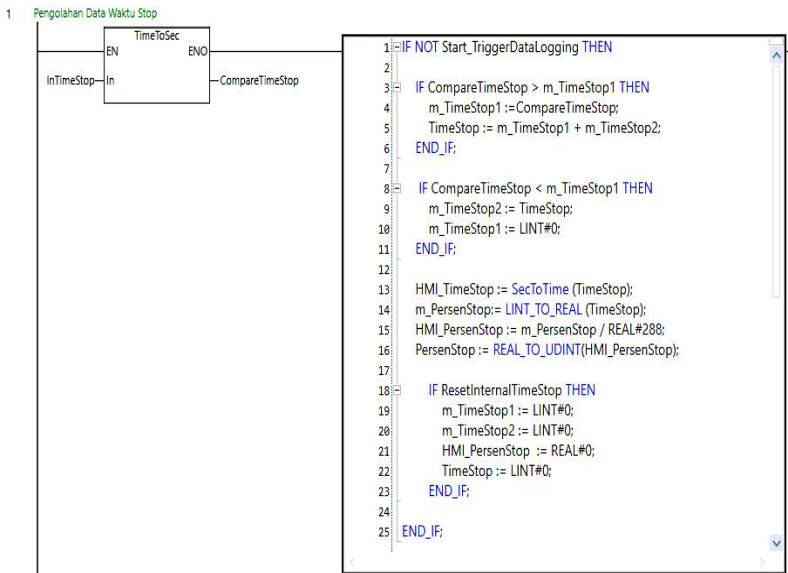 1 Pengolahan Data Waktu Stop
TimeToSec
EN ENO
InTimeStop In CompareTimeStop
1 IF NOT Start_TriggerDataLogging THEN
2
3 IF CompareTimeStop > m_TimeStop1 THEN
4 m_TimeStop1 :=CompareTimeStop;
5 TimeStop := m_TimeStop1 + m_TimeStop2;
6 END_IF;
7
8 IF CompareTimeStop < m_TimeStop1 THEN
9 m_TimeStop2 := TimeStop;
10 m_TimeStop1 := LINT#0;
11 END_IF;
12
13 HMI_TimeStop := SecToTime (TimeStop);
14 m_PersenStop:= LINT_TO_REAL (TimeStop);
15 HMI_PersenStop := m_PersenStop / REAL#288;
16 PersenStop := REAL_TO_UDINT(HMI_PersenStop);
17
18 IF ResetInternalTimeStop THEN
19 m_TimeStop1 := LINT#0;
20 m_TimeStop2 := LINT#0;
21 HMI_PersenStop := REAL#0;
22 TimeStop := LINT#0;
23 END_IF;
24
25 END_IF;